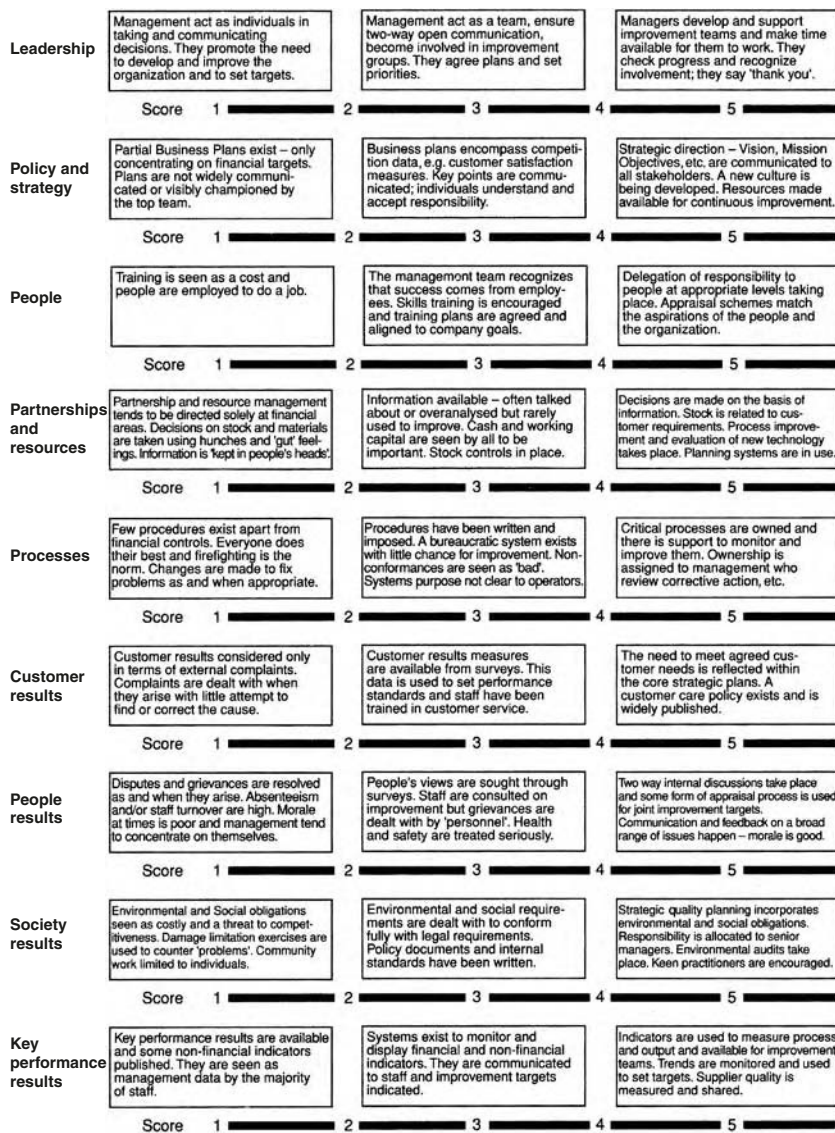 Leadership
Management act as individuals in
taking and communicating
decisions. They promote the need
to develop and improve the
organization and to set targets.
Management act as a team, ensure
two-way open communication,
become involved in improvement
groups. They agree plans and set
priorities.
Managers develop and support
improvement teams and make time
available for them to work. They
check progress and recognize
involvement; they say 'thank you'.
Score 1 2 3 4 5
Policy and
strategy
Partial Business Plans exist – only
concentrating on financial targets.
Plans are not widely communi-
cated or visibly championed by
the top team.
Business plans encompass competi-
tion data, e.g. customer satisfaction
measures. Key points are commu-
nicated; individuals understand and
accept responsibility.
Strategic direction – Vision, Mission
Objectives, etc. are communicated to
all stakeholders. A new culture is
being developed. Resources made
available for continuous improvement.
Score 1 2 3 4 5
People
Training is seen as a cost and
people are employed to do a job.
The management team recognizes
that success comes from employ-
ees. Skills training is encouraged
and training plans are agreed and
aligned to company goals.
Delegation of responsibility to
people at appropriate levels taking
place. Appraisal schemes match
the aspirations of the people and
the organization.
Score 1 2 3 4 5
Partnerships
and
resources
Partnership and resource management
tends to be directed solely at financial
areas. Decisions on stock and materials
are taken using hunches and 'gut' feel-
ings. Information is 'kept in people's heads'.
Information available – often talked
about or overanalysed but rarely
used to improve. Cash and working
capital are seen by all to be
important. Stock controls in place.
Decisions are made on the basis of
information. Stock is related to cus-
tomer requirements. Process improve-
ment and evaluation of new technology
takes place. Planning systems are in use.
Score 1 2 3 4 5
Processes
Few procedures exist apart from
financial controls. Everyone does
their best and firefighting is the
norm. Changes are made to fix
problems as and when appropriate.
Procedures have been written and
imposed. A bureaucratic system exists
with little chance for improvement. Non-
conformances are seen as 'bad'.
Systems purpose not clear to operators.
Critical processes are owned and
there is support to monitor and
improve them. Ownership is
assigned to management who
review corrective action, etc.
Score 1 2 3 4 5
Customer
results
Customer results considered only
in terms of external complaints.
Complaints are dealt with when
they arise with little attempt to
find or correct the cause.
Customer results measures
are available from surveys. This
data is used to set performance
standards and staff have been
trained in customer service.
The need to meet agreed cus-
tomer needs is reflected within
the core strategic plans. A
customer care policy exists and is
widely published.
Score 1 2 3 4 5
People
results
Disputes and grievances are resolved
as and when they arise. Absenteeism
and/or staff turnover are high. Morale
at times is poor and management tend
to concentrate on themselves.
People's views are sought through
surveys. Staff are consulted on
improvement but grievances are
dealt with by 'personnel'. Health
and safety are treated seriously.
Two way internal discussions take place
and some form of appraisal process is used
for joint improvement targets.
Communication and feedback on a broad
range of issues happen – morale is good.
Score 1 2 3 4 5
Society
results
Environmental and Social obligations
seen as costly and a threat to compet-
itiveness. Damage limitation exercises are
used to counter 'problems'. Community
work limited to individuals.
Environmental and social require-
ments are dealt with to conform
fully with legal requirements.
Policy documents and internal
standards have been written.
Strategic quality planning incorporates
environmental and social obligations.
Responsibility is allocated to senior
managers. Environmental audits take
place. Keen practitioners are encouraged.
Score 1 2 3 4 5
Key
performance
results
Key performance results are available
and some non-financial indicators
published. They are seen as
management data by the majority
of staff.
Systems exist to monitor and
display financial and non-financial
indicators. They are communicated
to staff and improvement targets
indicated.
Indicators are used to measure process
and output and available for improvement
teams. Trends are monitored and used
to set targets. Supplier quality is
measured and shared.
Score 1 2 3 4 5